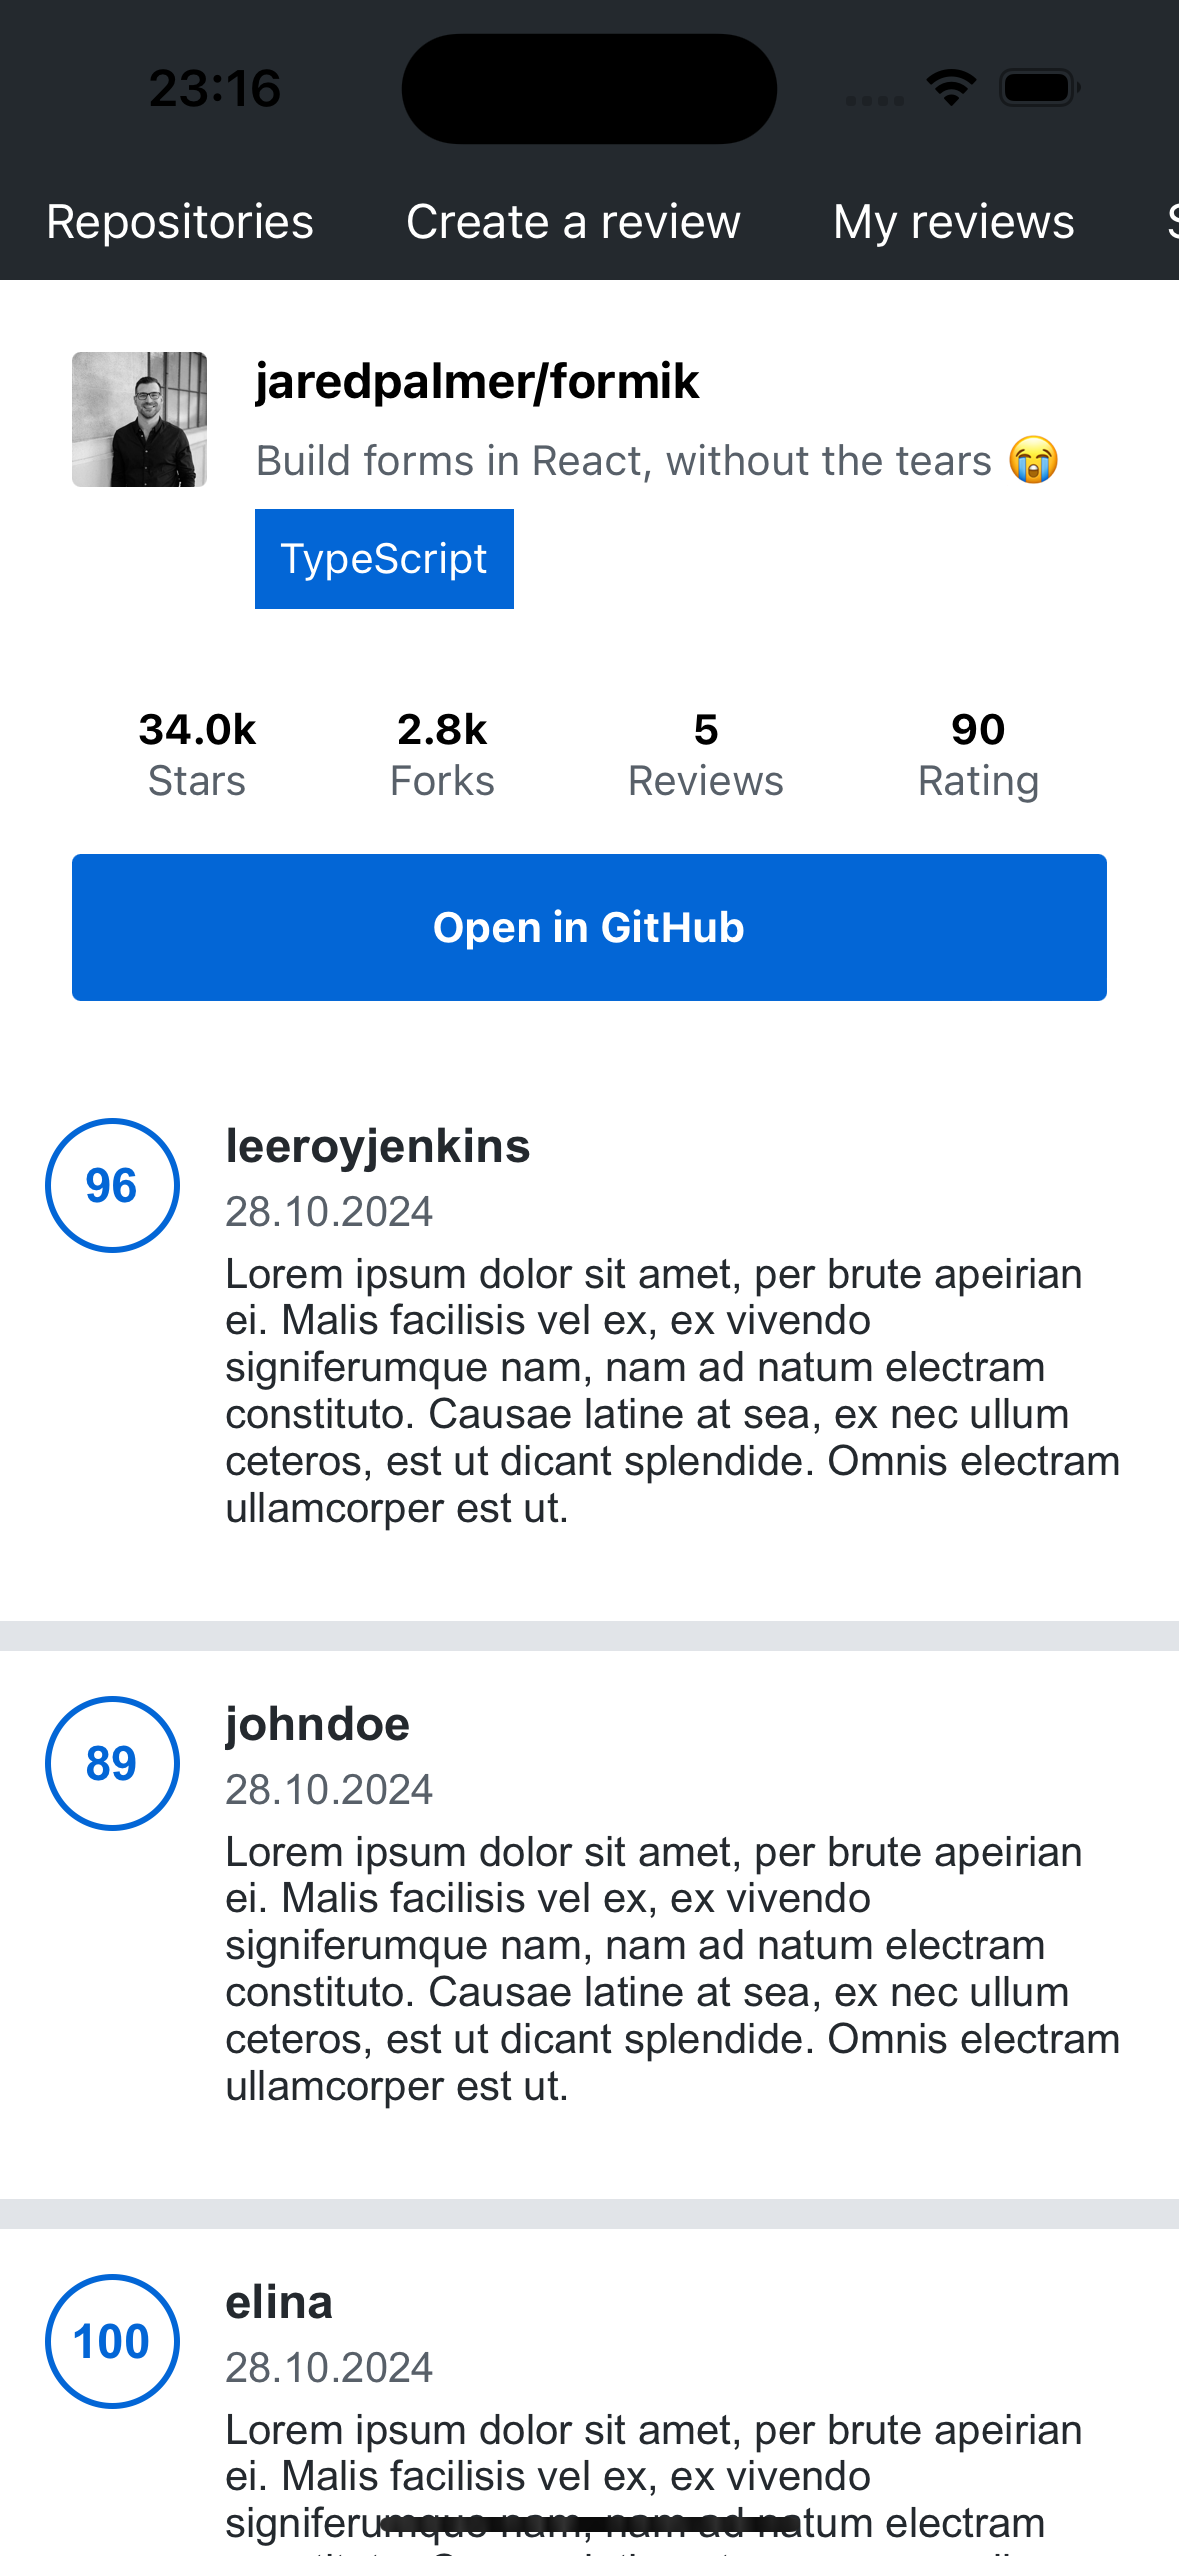 23:16
Repositories Create a review My reviews S
jaredpalmer/formik
Build forms in React, without the tears 😭
TypeScript
34.0k 2.8k 5 90
Stars Forks Reviews Rating
Open in GitHub
96
leeroyjenkins
28.10.2024
Lorem ipsum dolor sit amet, per brute apeirian
ei. Malis facilisis vel ex, ex vivendo
signiferumque nam, nam ad natum electram
constituto. Causae latine at sea, ex nec ullum
ceteros, est ut dicant splendide. Omnis electram
ullamcorper est ut.
89
johndoe
28.10.2024
Lorem ipsum dolor sit amet, per brute apeirian
ei. Malis facilisis vel ex, ex vivendo
signiferumque nam, nam ad natum electram
constituto. Causae latine at sea, ex nec ullum
ceteros, est ut dicant splendide. Omnis electram
ullamcorper est ut.
100
elina
28.10.2024
Lorem ipsum dolor sit amet, per brute apeirian
ei. Malis facilisis vel ex, ex vivendo
signiferumque nam, nam ad natum electram